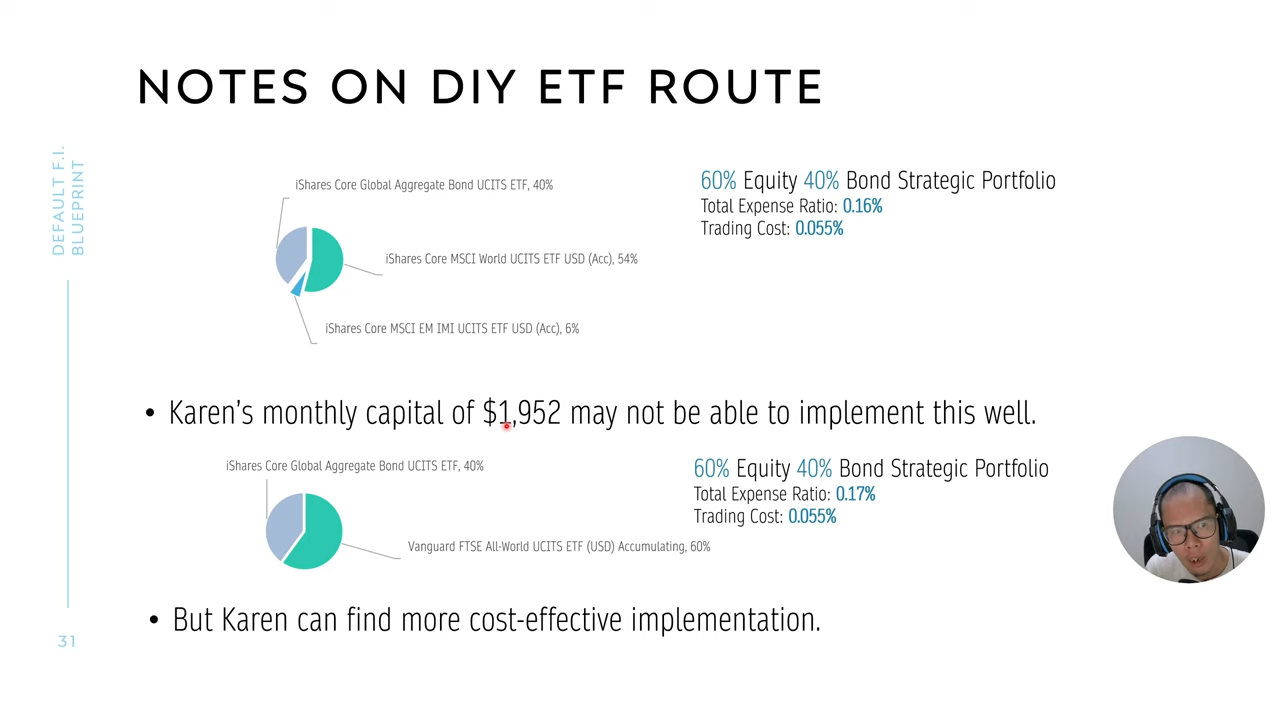 NOTES ON DIY ETF ROUTE
DEFAULT F.I.
BLUEPRINT
iShares Core Global Aggregate Bond UCITS ETF, 40%
iShares Core MSCI World UCITS ETF USD (Acc), 54%
iShares Core MSCI EM IMI UCITS ETF USD (Acc), 6%
60% Equity 40% Bond Strategic Portfolio
Total Expense Ratio: 0.16%
Trading Cost: 0.055%
• Karen's monthly capital of $1,952 may not be able to implement this well.
iShares Core Global Aggregate Bond UCITS ETF, 40%
Vanguard FTSE All-World UCITS ETF (USD) Accumulating, 60%
60% Equity 40% Bond Strategic Portfolio
Total Expense Ratio: 0.17%
Trading Cost: 0.055%
• But Karen can find more cost-effective implementation.
31